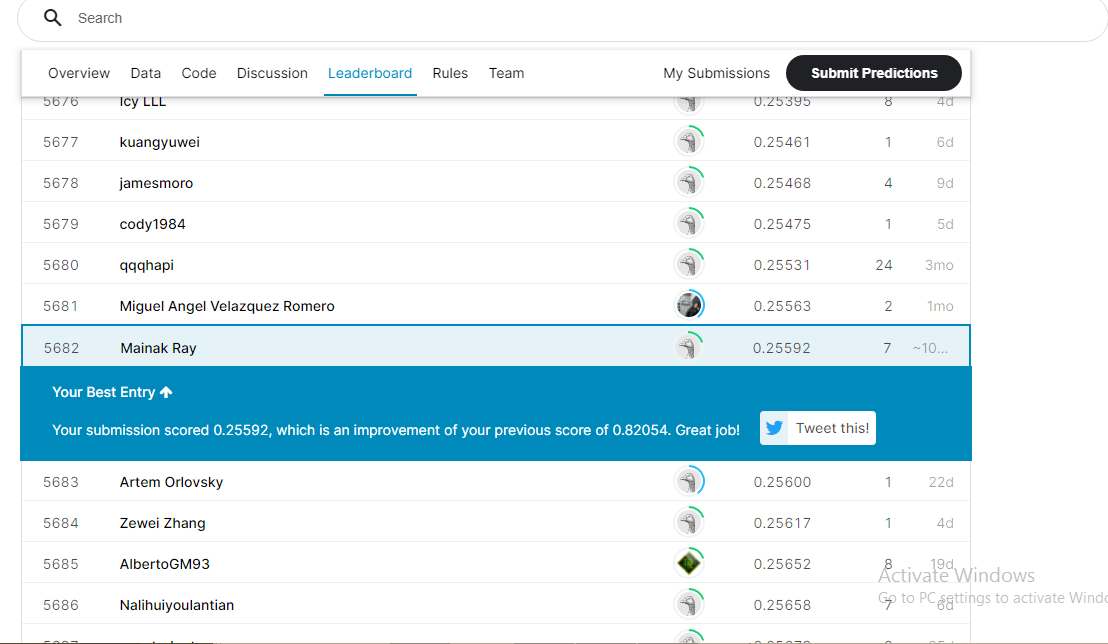 Search
Overview Data Code Discussion Leaderboard Rules Team My Submissions Submit Predictions
5676 Icy LLL 0.25395 8 4d
5677 kuangyuwei 0.25461 1 6d
5678 jamesmoro 0.25468 4 9d
5679 cody1984 0.25475 1 5d
5680 qqqhapi 0.25531 24 3mo
5681 Miguel Angel Velazquez Romero 0.25563 2 1mo
5682 Mainak Ray 0.25592 7 ~10...
Your Best Entry
Your submission scored 0.25592, which is an improvement of your previous score of 0.82054. Great job! Tweet this!
5683 Artem Orlovsky 0.25600 1 22d
5684 Zewei Zhang 0.25617 1 4d
5685 AlbertoGM93 0.25652 8 19d
Activate Windows
5686 Nalihuiyoulantian 0.25658 7 6d
Go to PC settings to activate Windo